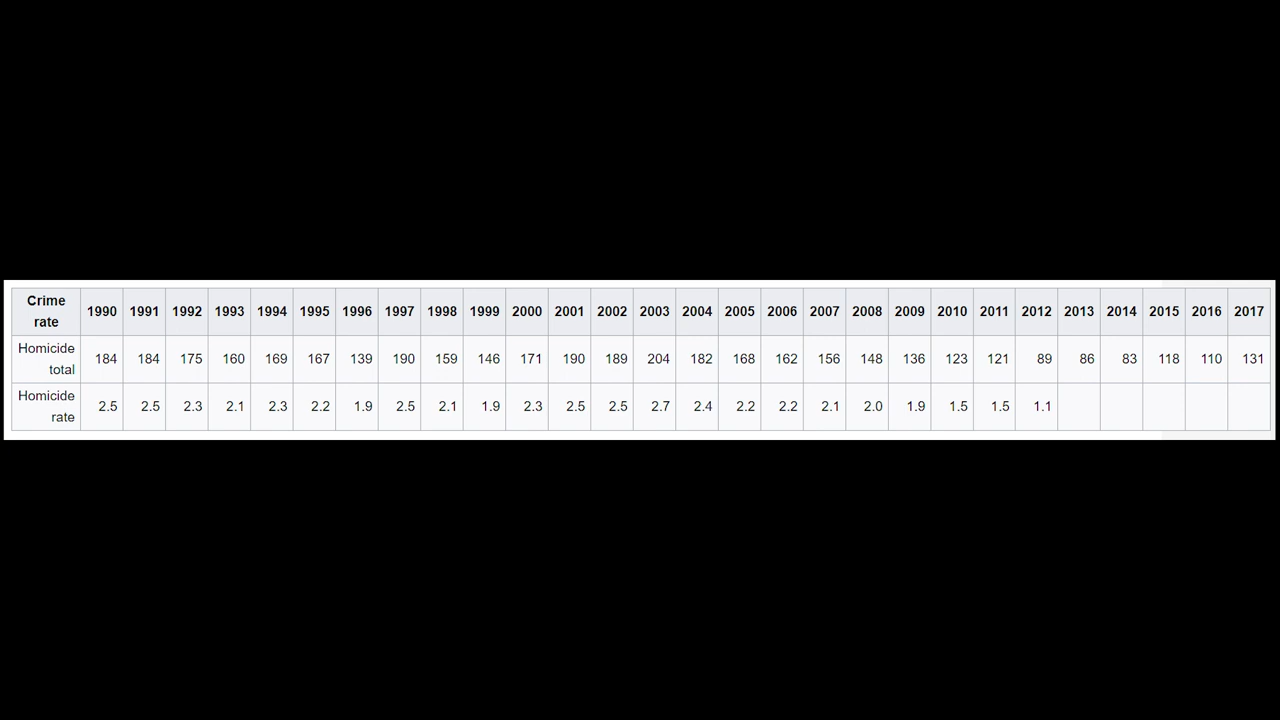 Crime rate 1990 1991 1992 1993 1994 1995 1996 1997 1998 1999 2000 2001 2002 2003 2004 2005 2006 2007 2008 2009 2010 2011 2012 2013 2014 2015 2016 2017
Homicide total 184 184 175 160 169 167 139 190 159 146 171 190 189 204 182 168 162 156 148 136 123 121 89 86 83 118 110 131
Homicide rate 2.5 2.5 2.3 2.1 2.3 2.2 1.9 2.5 2.1 1.9 2.3 2.5 2.5 2.7 2.4 2.2 2.2 2.1 2.0 1.9 1.5 1.5 1.1